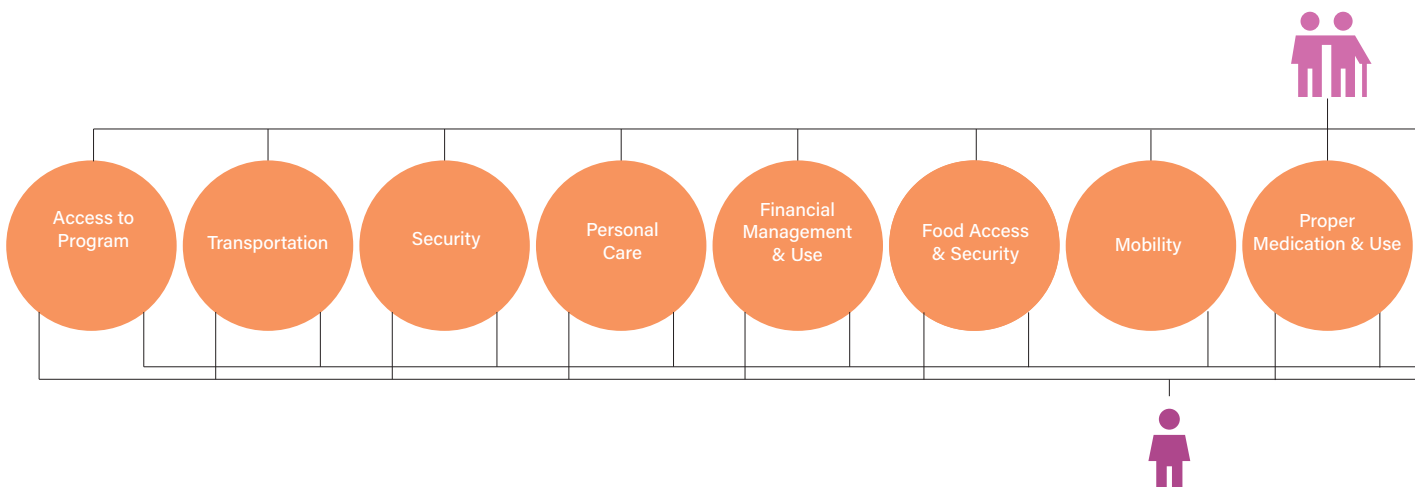 Access to
Program
Transportation
Security
Personal
Care
Financial
Management
& Use
Food Access
& Security
Mobility
Proper
Medication & Use